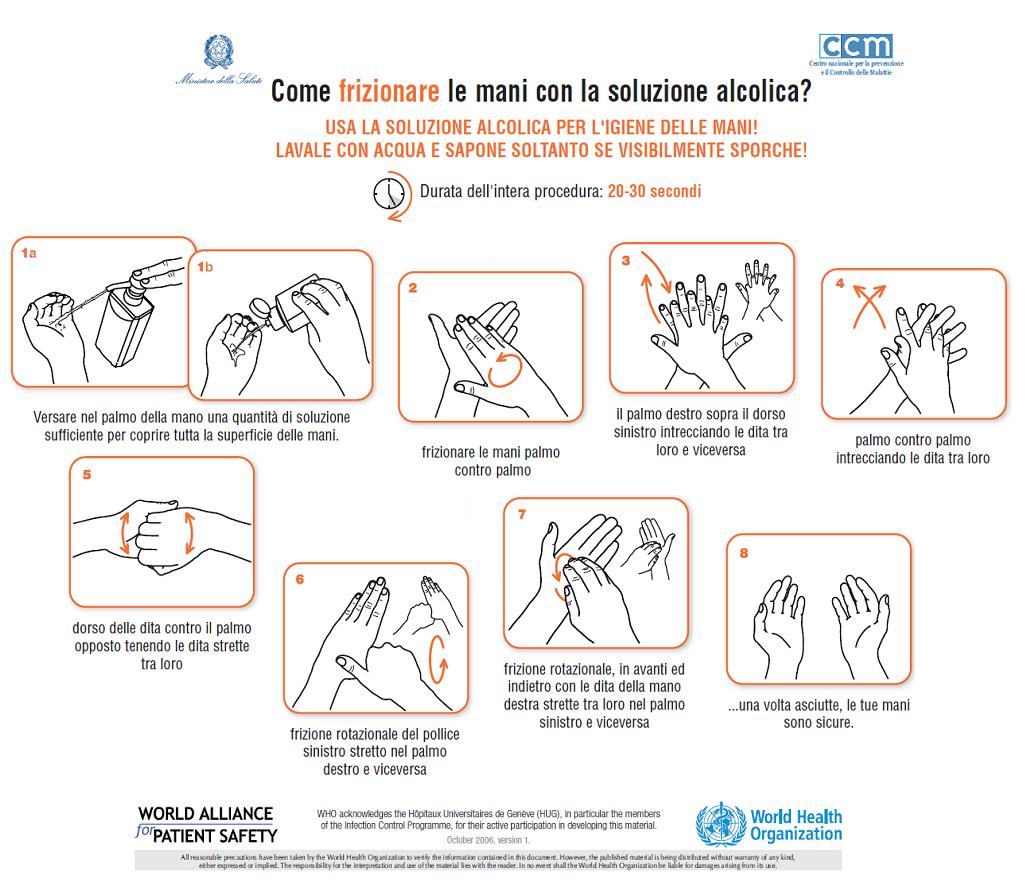 Ministero della Salute
ccm
Centro nazionale per la prevenzione
e il Controllo delle Malattie
Come frizionare le mani con la soluzione alcolica?
USA LA SOLUZIONE ALCOLICA PER L'IGIENE DELLE MANI!
LAVALE CON ACQUA E SAPONE SOLTANTO SE VISIBILMENTE SPORCHE!
Durata dell'intera procedura: 20-30 secondi
1a
1b
Versare nel palmo della mano una quantità di soluzione
sufficiente per coprire tutta la superficie delle mani.
2
frizionare le mani palmo
contro palmo
3
il palmo destro sopra il dorso
sinistro intrecciando le dita tra
loro e viceversa
4
palmo contro palmo
intrecciando le dita tra loro
5
dorso delle dita contro il palmo
opposto tenendo le dita strette
tra loro
6
frizione rotazionale del pollice
sinistro stretto nel palmo
destro e viceversa
7
frizione rotazionale, in avanti ed
indietro con le dita della mano
destra strette tra loro nel palmo
sinistro e viceversa
8
...una volta asciutte, le tue mani
sono sicure.
WORLD ALLIANCE
for PATIENT SAFETY
WHO acknowledges the Hôpitaux Universitaires de Genève (HUG), in particular the members
of the Infection Control Programme, for their active participation in developing this material.
October 2006, version 1.
World Health
Organization
All reasonable precautions have been taken by the World Health Organization to verify the information contained in this document. However, the published material is being distributed without warranty of any kind,
either expressed or implied. The responsibility for the interpretation and use of the material lies with the reader. In no event shall the World Health Organization be liable for damages arising from its use.